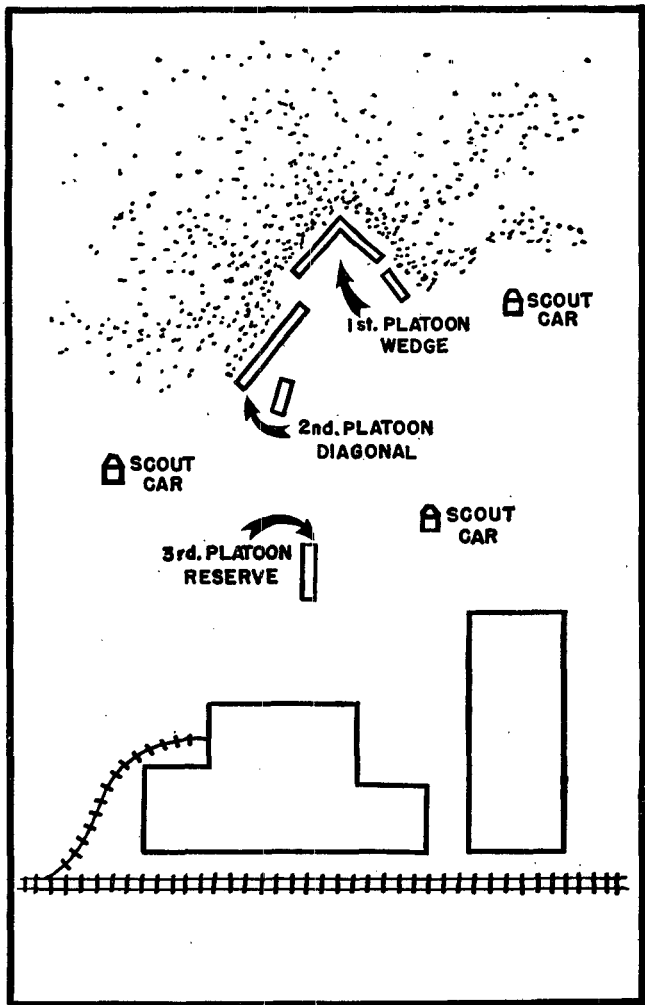 SCOUT
CAR
1st. PLATOON
WEDGE
2nd. PLATOON
DIAGONAL
SCOUT
CAR
SCOUT
CAR
3rd. PLATOON
RESERVE